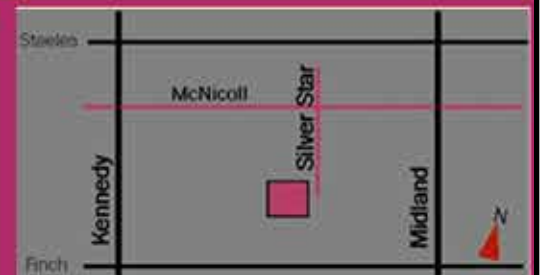 Steeles
McNicoll
Silver Star
Kennedy
Midland
N
Finch